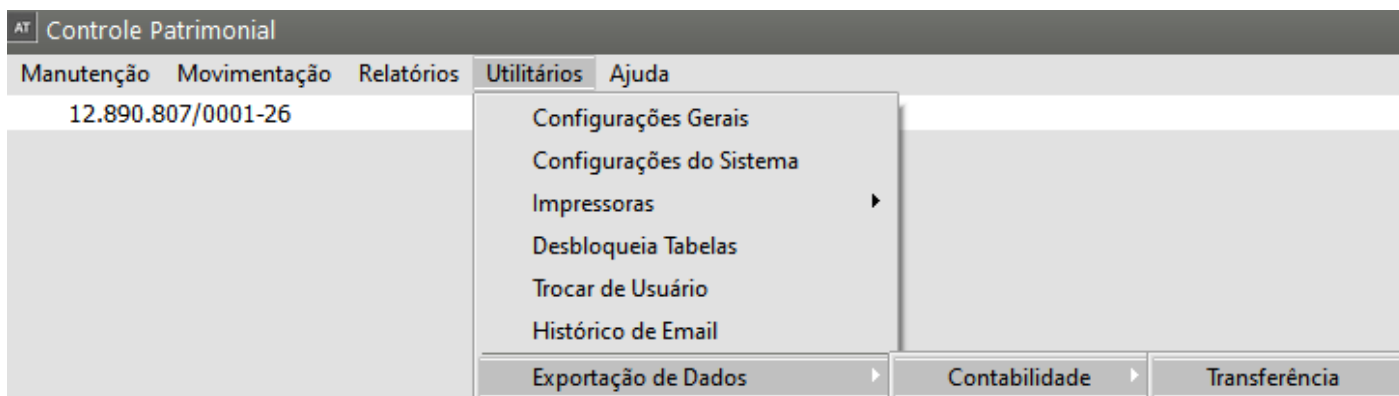 AT Controle Patrimonial
Manutenção Movimentação Relatórios Utilitários Ajuda
12.890.807/0001-26
Configurações Gerais
Configurações do Sistema
Impressoras
Desbloqueia Tabelas
Trocar de Usuário
Histórico de Email
Exportação de Dados Contabilidade Transferência